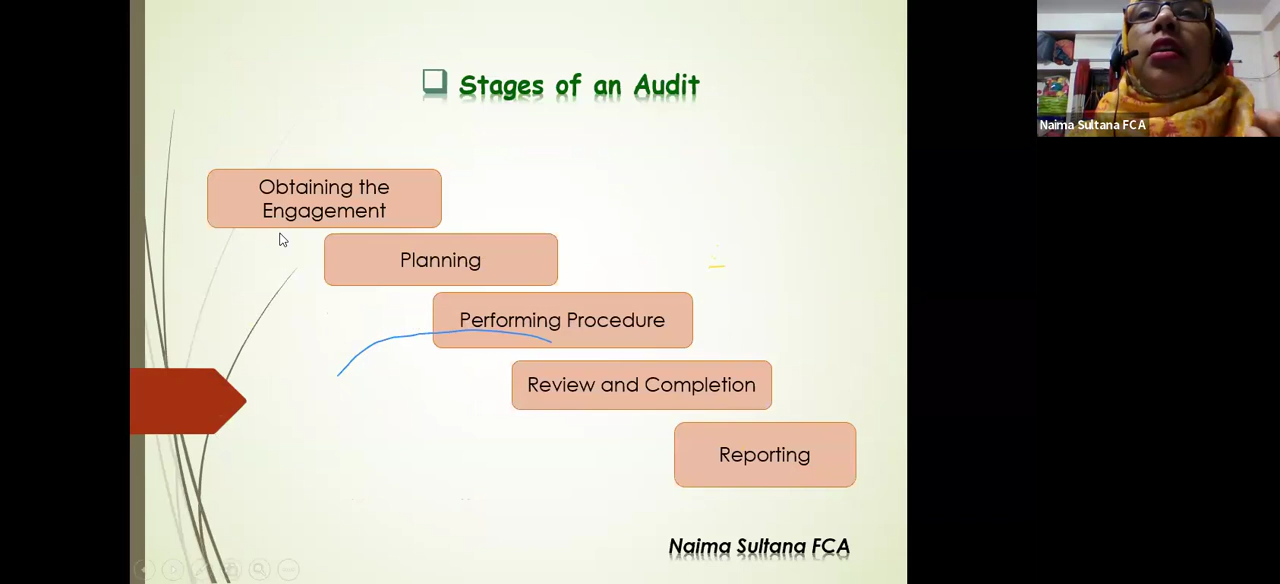 Stages of an Audit
Obtaining the
Engagement
Planning
Performing Procedure
Review and Completion
Reporting
Naima Sultana FCA
Naima Sultana FCA